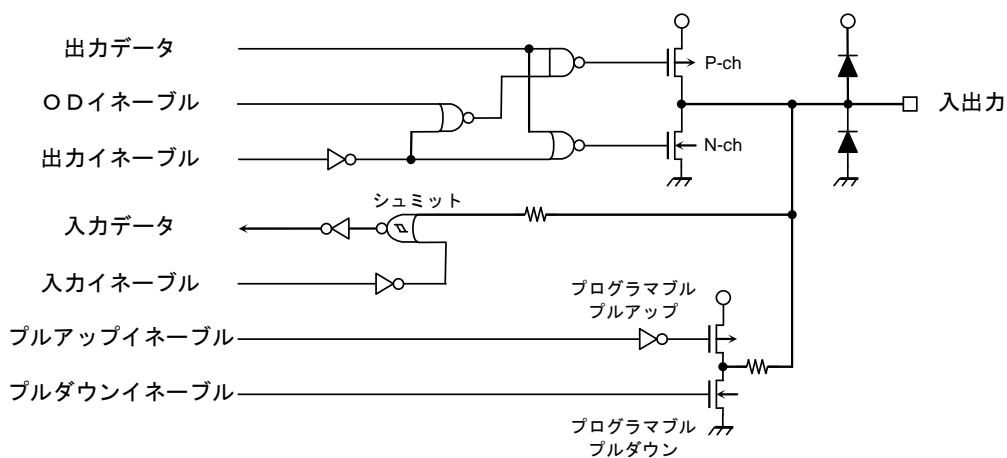 出力データ
P-ch
ODイネーブル
入出力
出力イネーブル
N-ch
シュミット
入力データ
入力イネーブル
プログラマブル
プルアップ
プルアップイネーブル
プルダウンイネーブル
プログラマブル
プルダウン